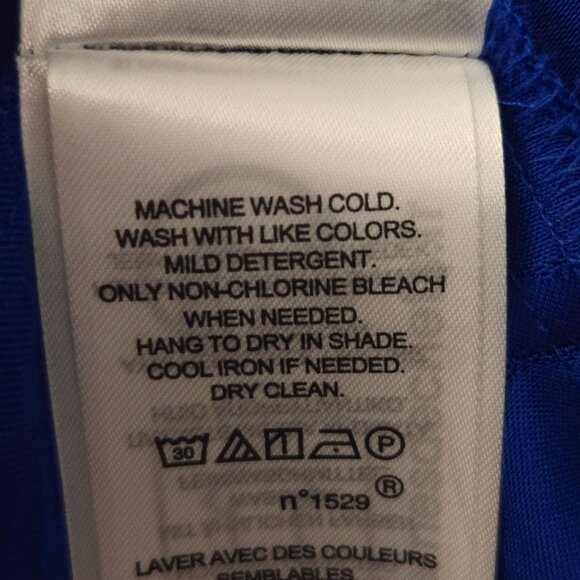 MACHINE WASH COLD.
WASH WITH LIKE COLORS.
MILD DETERGENT.
ONLY NON-CHLORINE BLEACH
WHEN NEEDED.
HANG TO DRY IN SHADE.
COOL IRON IF NEEDED.
DRY CLEAN.
30 P
n°1529 ®
LAVER AVEC DES COULEURS
SEMBLABLES